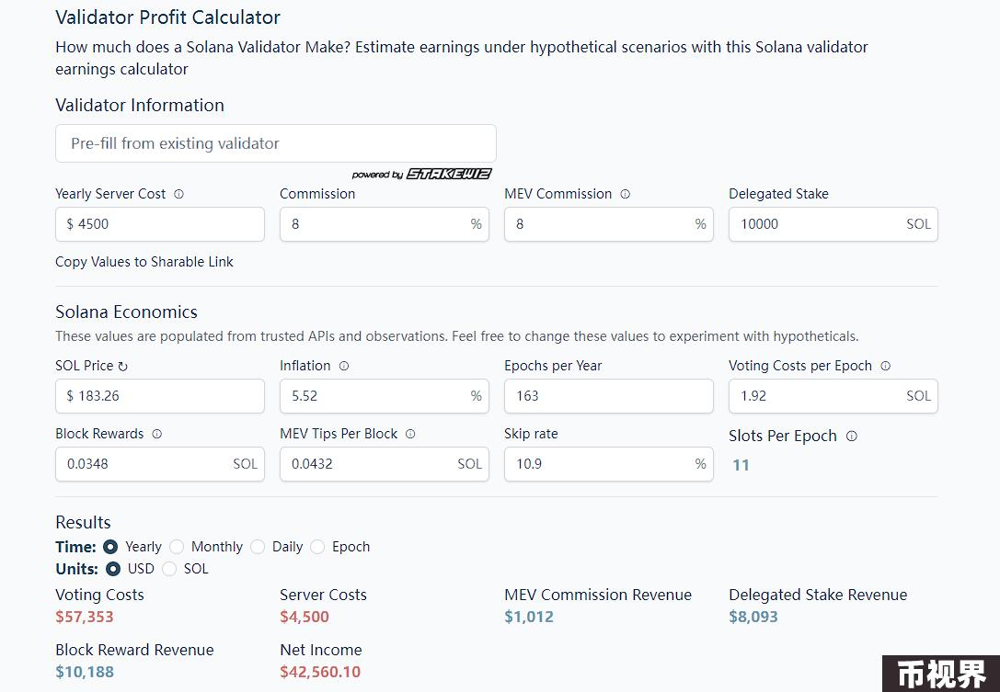 Validator Profit Calculator
How much does a Solana Validator Make? Estimate earnings under hypothetical scenarios with this Solana validator
earnings calculator
Validator Information
Pre-fill from existing validator
powered by STAKEWIZ
Yearly Server Cost Commission MEV Commission Delegated Stake
$ 4500 8 % 8 % 10000 SOL
Copy Values to Sharable Link
Solana Economics
These values are populated from trusted APIs and observations. Feel free to change these values to experiment with hypotheticals.
SOL Price ↻ Inflation Epochs per Year Voting Costs per Epoch
$ 183.26 5.52 % 163 1.92 SOL
Block Rewards MEV Tips Per Block Skip rate Slots Per Epoch
0.0348 SOL 0.0432 SOL 10.9 % 11
Results
Time: Yearly Monthly Daily Epoch
Units: USD SOL
Voting Costs Server Costs MEV Commission Revenue Delegated Stake Revenue
$57,353 $4,500 $1,012 $8,093
Block Reward Revenue Net Income
$10,188 $42,560.10
币视界